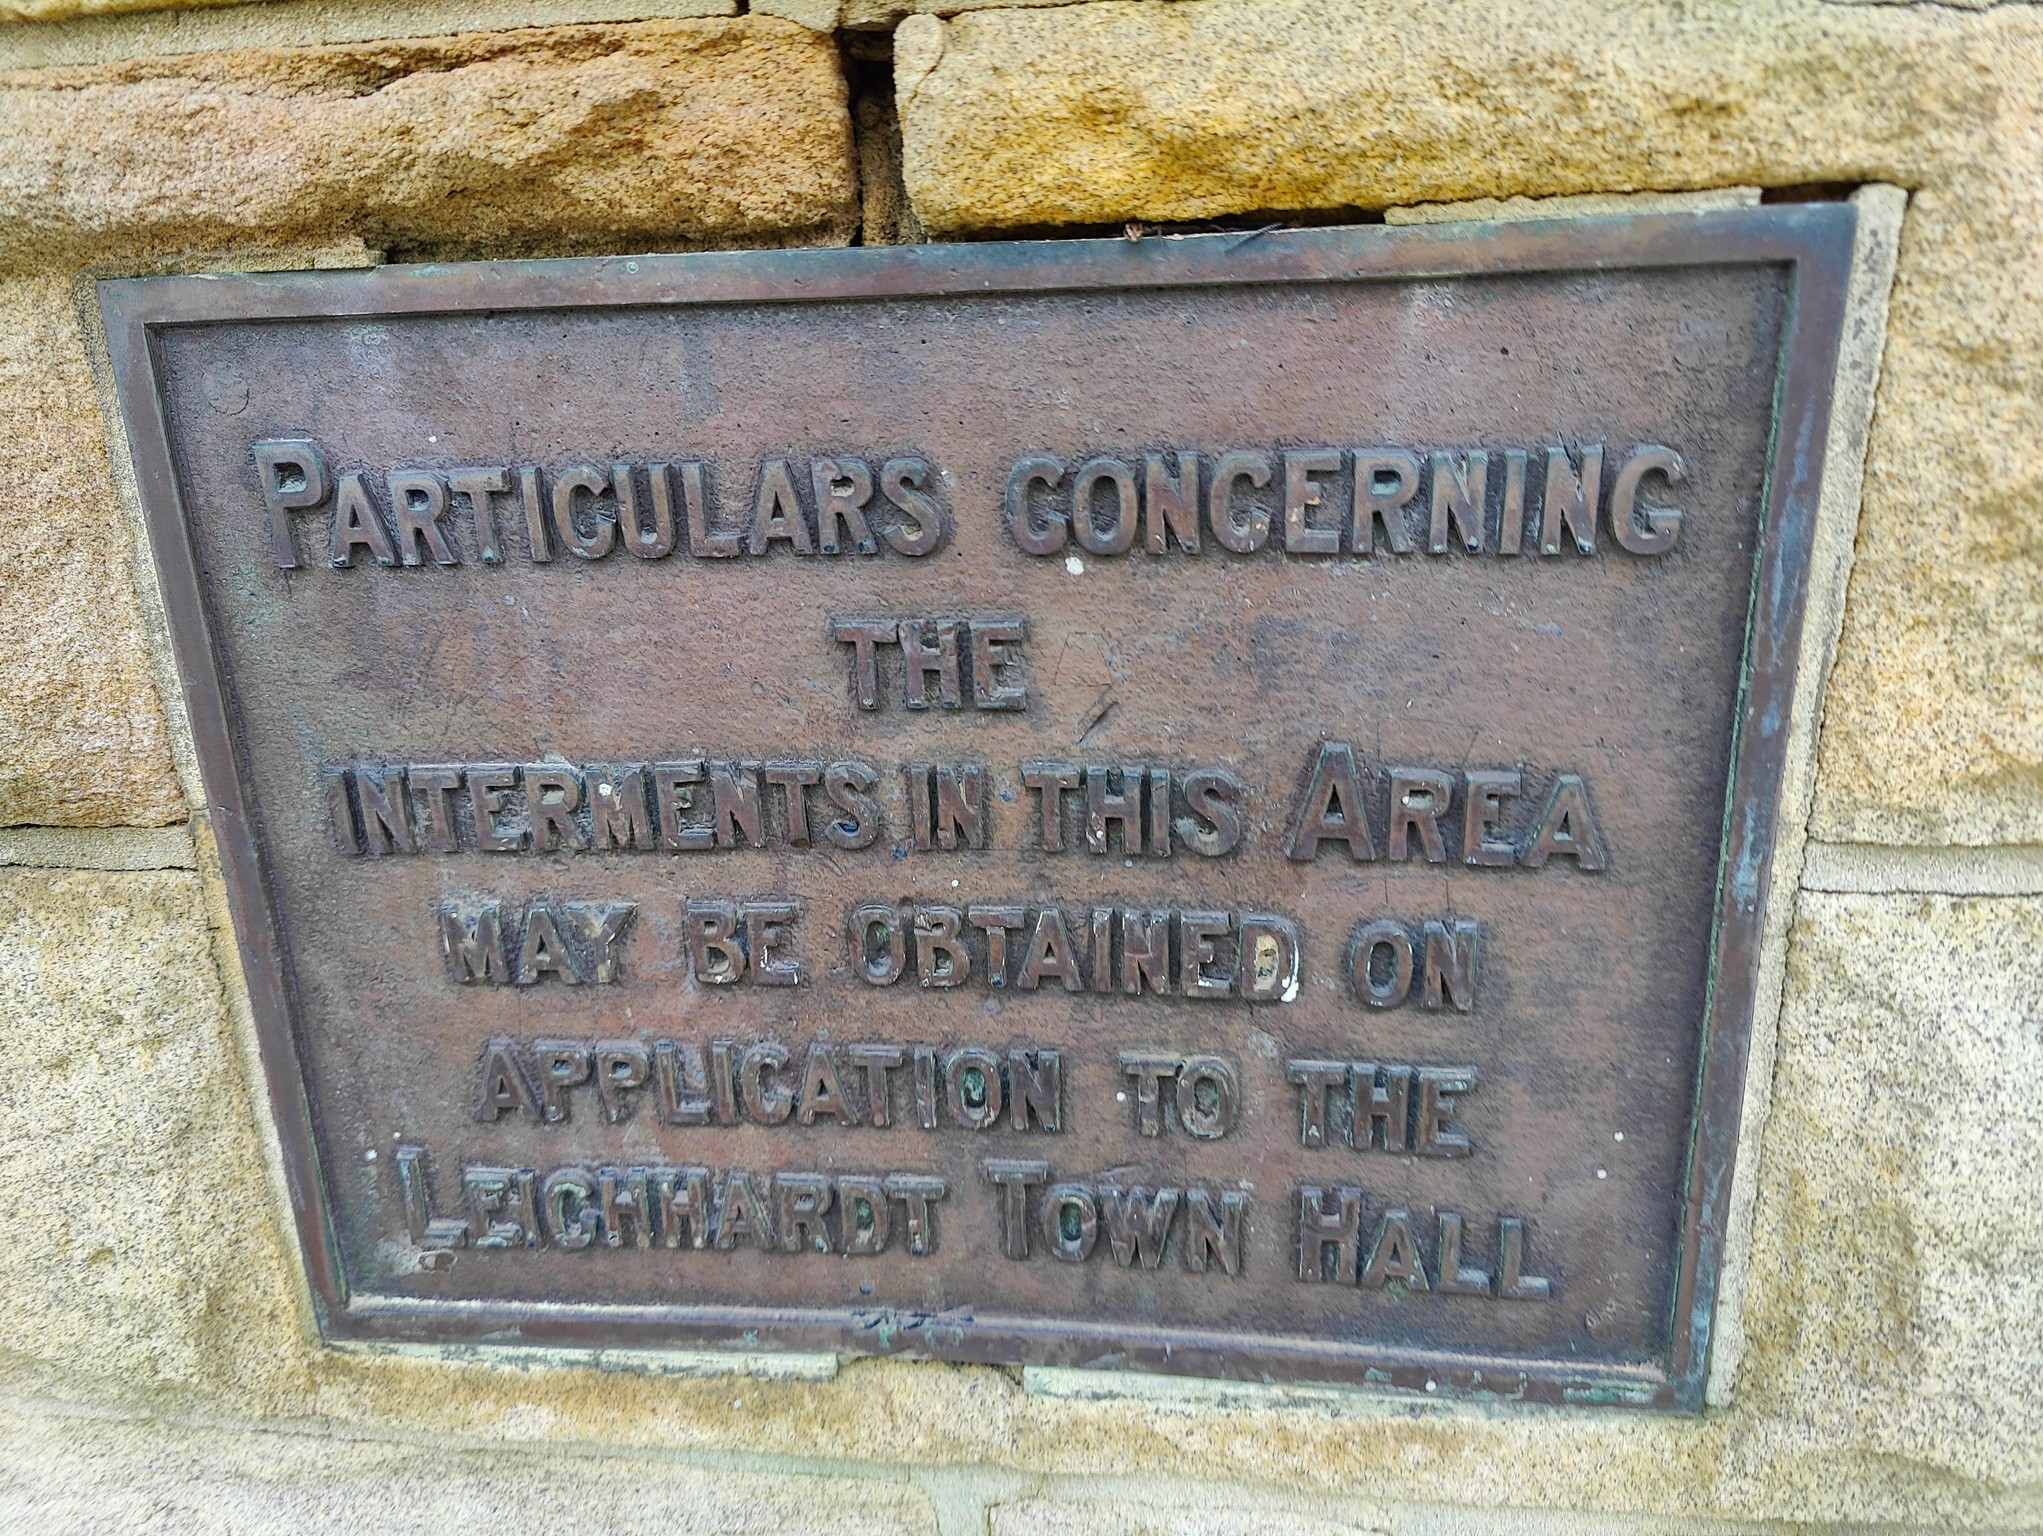 PARTICULARS CONCERNING
THE
INTERMENTS IN THIS AREA
MAY BE OBTAINED ON
APPLICATION TO THE
LEICHHARDT TOWN HALL